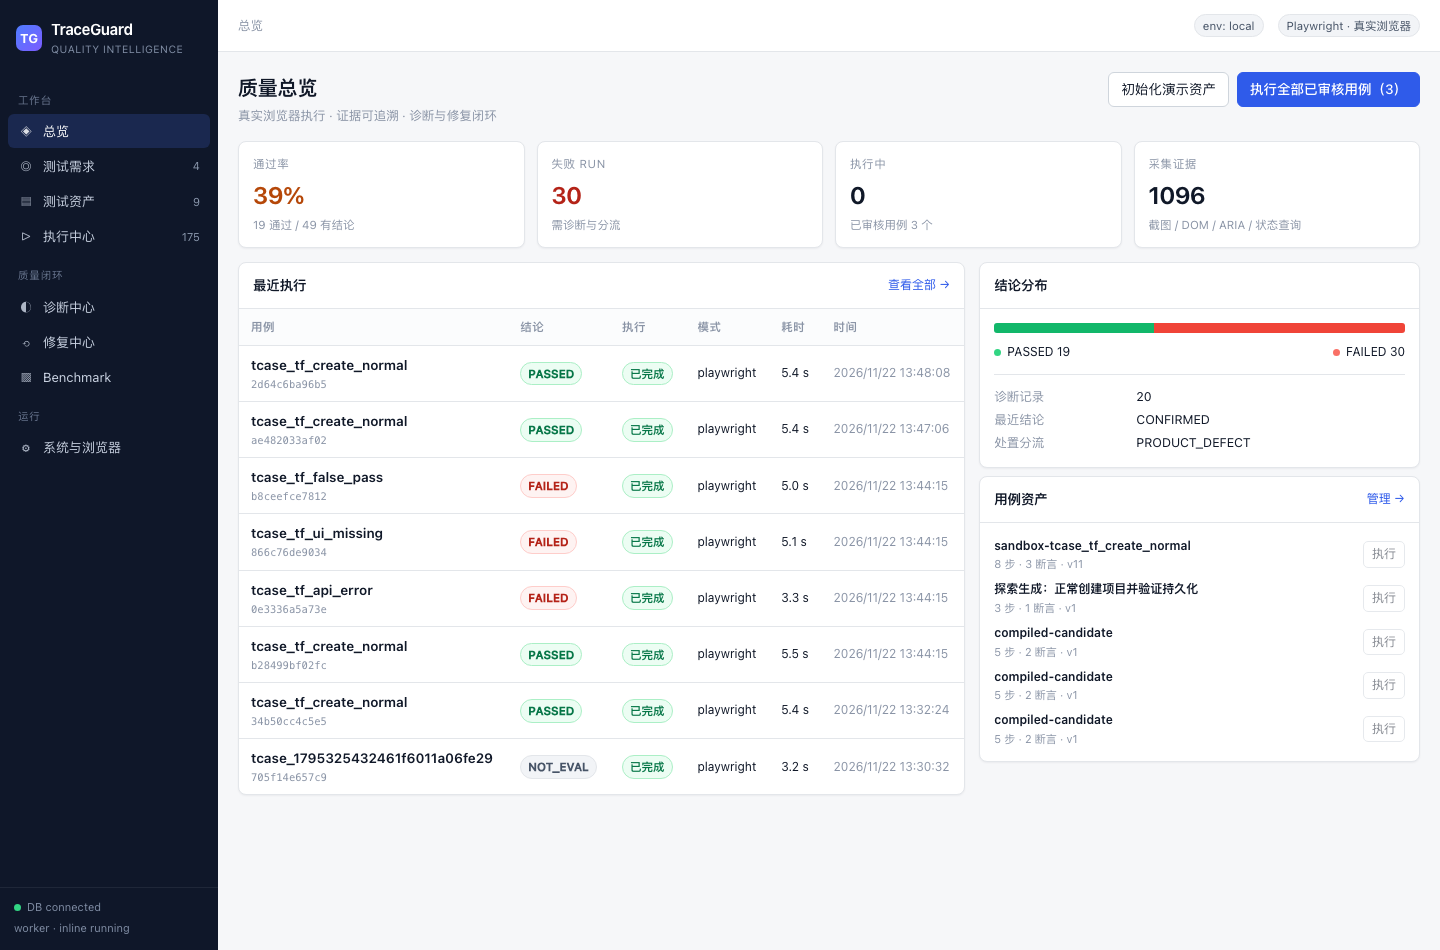 TG
TraceGuard
QUALITY INTELLIGENCE
工作台
总览
测试需求 4
测试资产 9
执行中心 175
质量闭环
诊断中心
修复中心
Benchmark
运行
系统与浏览器
DB connected
worker · inline running
总览
env: local
Playwright · 真实浏览器
质量总览
真实浏览器执行 · 证据可追溯 · 诊断与修复闭环
初始化演示资产
执行全部已审核用例（3）
通过率
39%
19 通过 / 49 有结论
失败 RUN
30
需诊断与分流
执行中
0
已审核用例 3 个
采集证据
1096
截图 / DOM / ARIA / 状态查询
最近执行 查看全部 →
用例 结论 执行 模式 耗时 时间
tcase_tf_create_normal PASSED 已完成 playwright 5.4 s 2026/11/22 13:48:08
2d64c6ba96b5
tcase_tf_create_normal PASSED 已完成 playwright 5.4 s 2026/11/22 13:47:06
ae482033af02
tcase_tf_false_pass FAILED 已完成 playwright 5.0 s 2026/11/22 13:44:15
b8ceefce7812
tcase_tf_ui_missing FAILED 已完成 playwright 5.1 s 2026/11/22 13:44:15
866c76de9034
tcase_tf_api_error FAILED 已完成 playwright 3.3 s 2026/11/22 13:44:15
0e3336a5a73e
tcase_tf_create_normal PASSED 已完成 playwright 5.5 s 2026/11/22 13:44:15
b28499bf02fc
tcase_tf_create_normal PASSED 已完成 playwright 5.4 s 2026/11/22 13:32:24
34b50cc4c5e5
tcase_1795325432461f6011a06fe29 NOT_EVAL 已完成 playwright 3.2 s 2026/11/22 13:30:32
705f14e657c9
结论分布
PASSED 19 FAILED 30
诊断记录 20
最近结论 CONFIRMED
处置分流 PRODUCT_DEFECT
用例资产 管理 →
sandbox-tcase_tf_create_normal 执行
8 步 · 3 断言 · v11
探索生成：正常创建项目并验证持久化 执行
3 步 · 1 断言 · v1
compiled-candidate 执行
5 步 · 2 断言 · v1
compiled-candidate 执行
5 步 · 2 断言 · v1
compiled-candidate 执行
5 步 · 2 断言 · v1